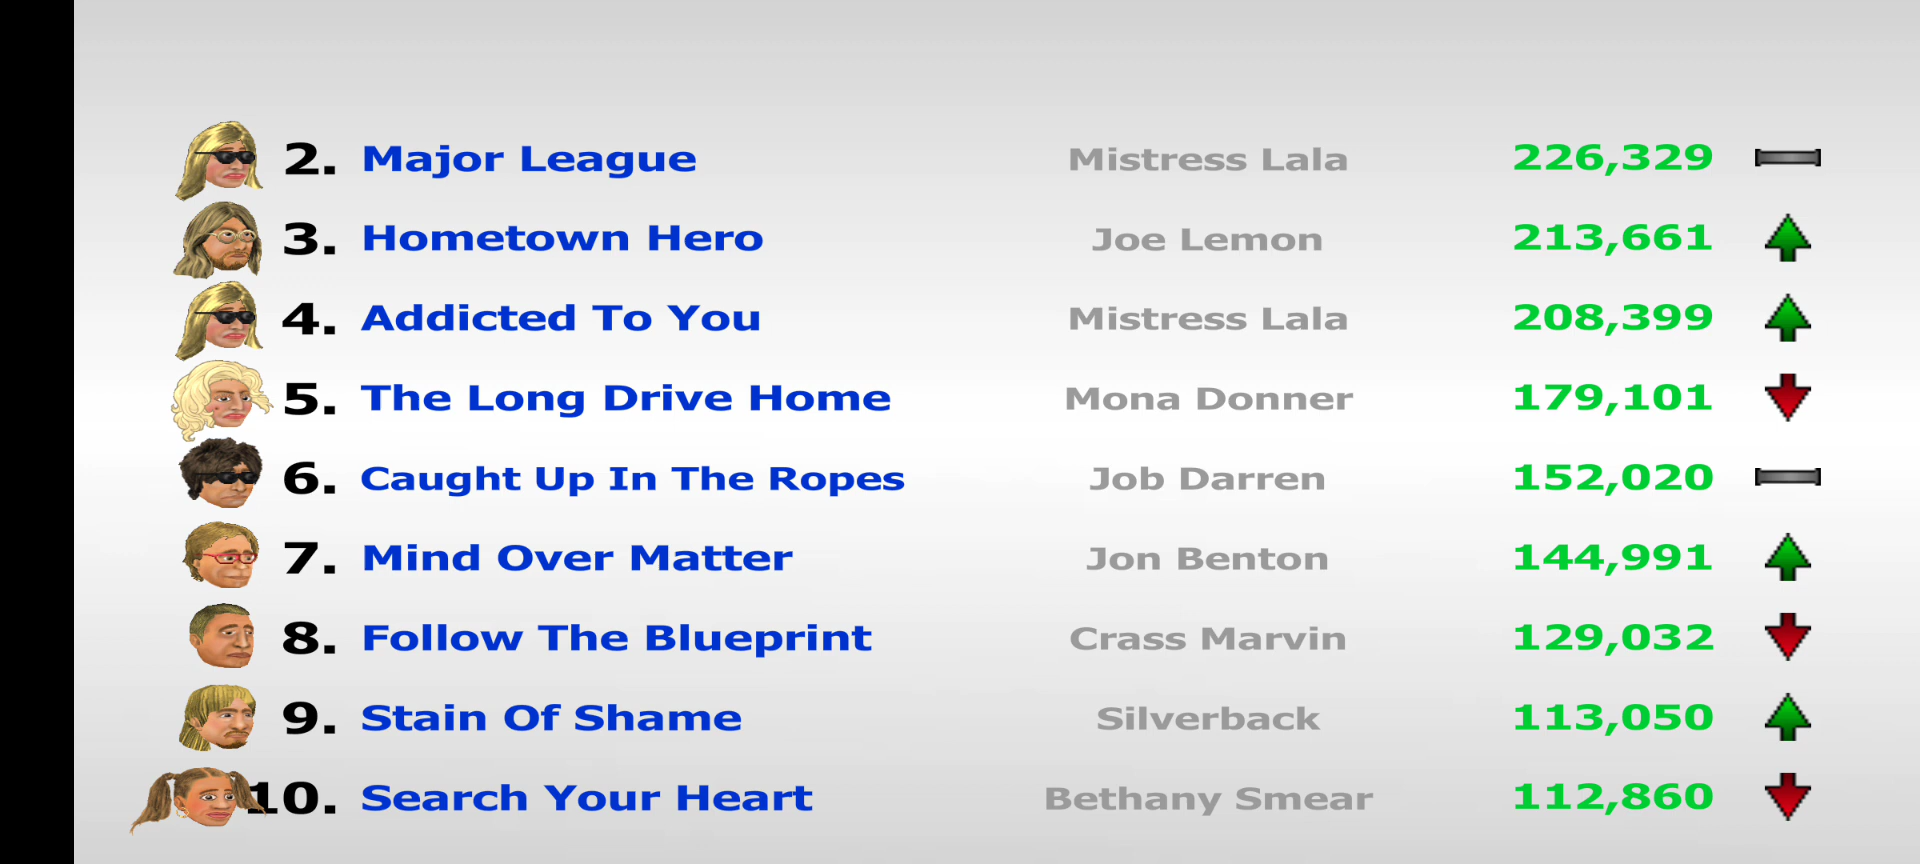 2. Major League Mistress Lala 226,329
3. Hometown Hero Joe Lemon 213,661
4. Addicted To You Mistress Lala 208,399
5. The Long Drive Home Mona Donner 179,101
6. Caught Up In The Ropes Job Darren 152,020
7. Mind Over Matter Jon Benton 144,991
8. Follow The Blueprint Crass Marvin 129,032
9. Stain Of Shame Silverback 113,050
10. Search Your Heart Bethany Smear 112,860